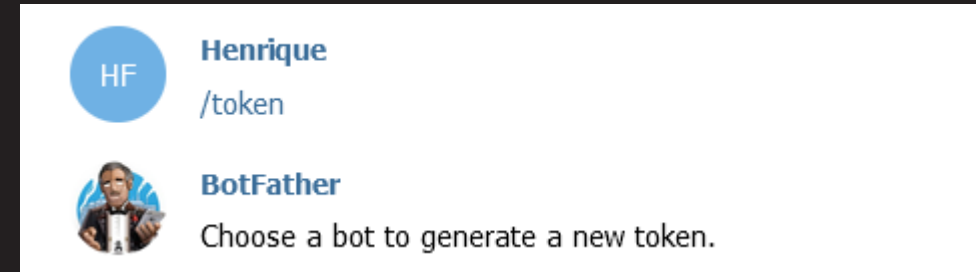 HF
Henrique
/token
BotFather
Choose a bot to generate a new token.